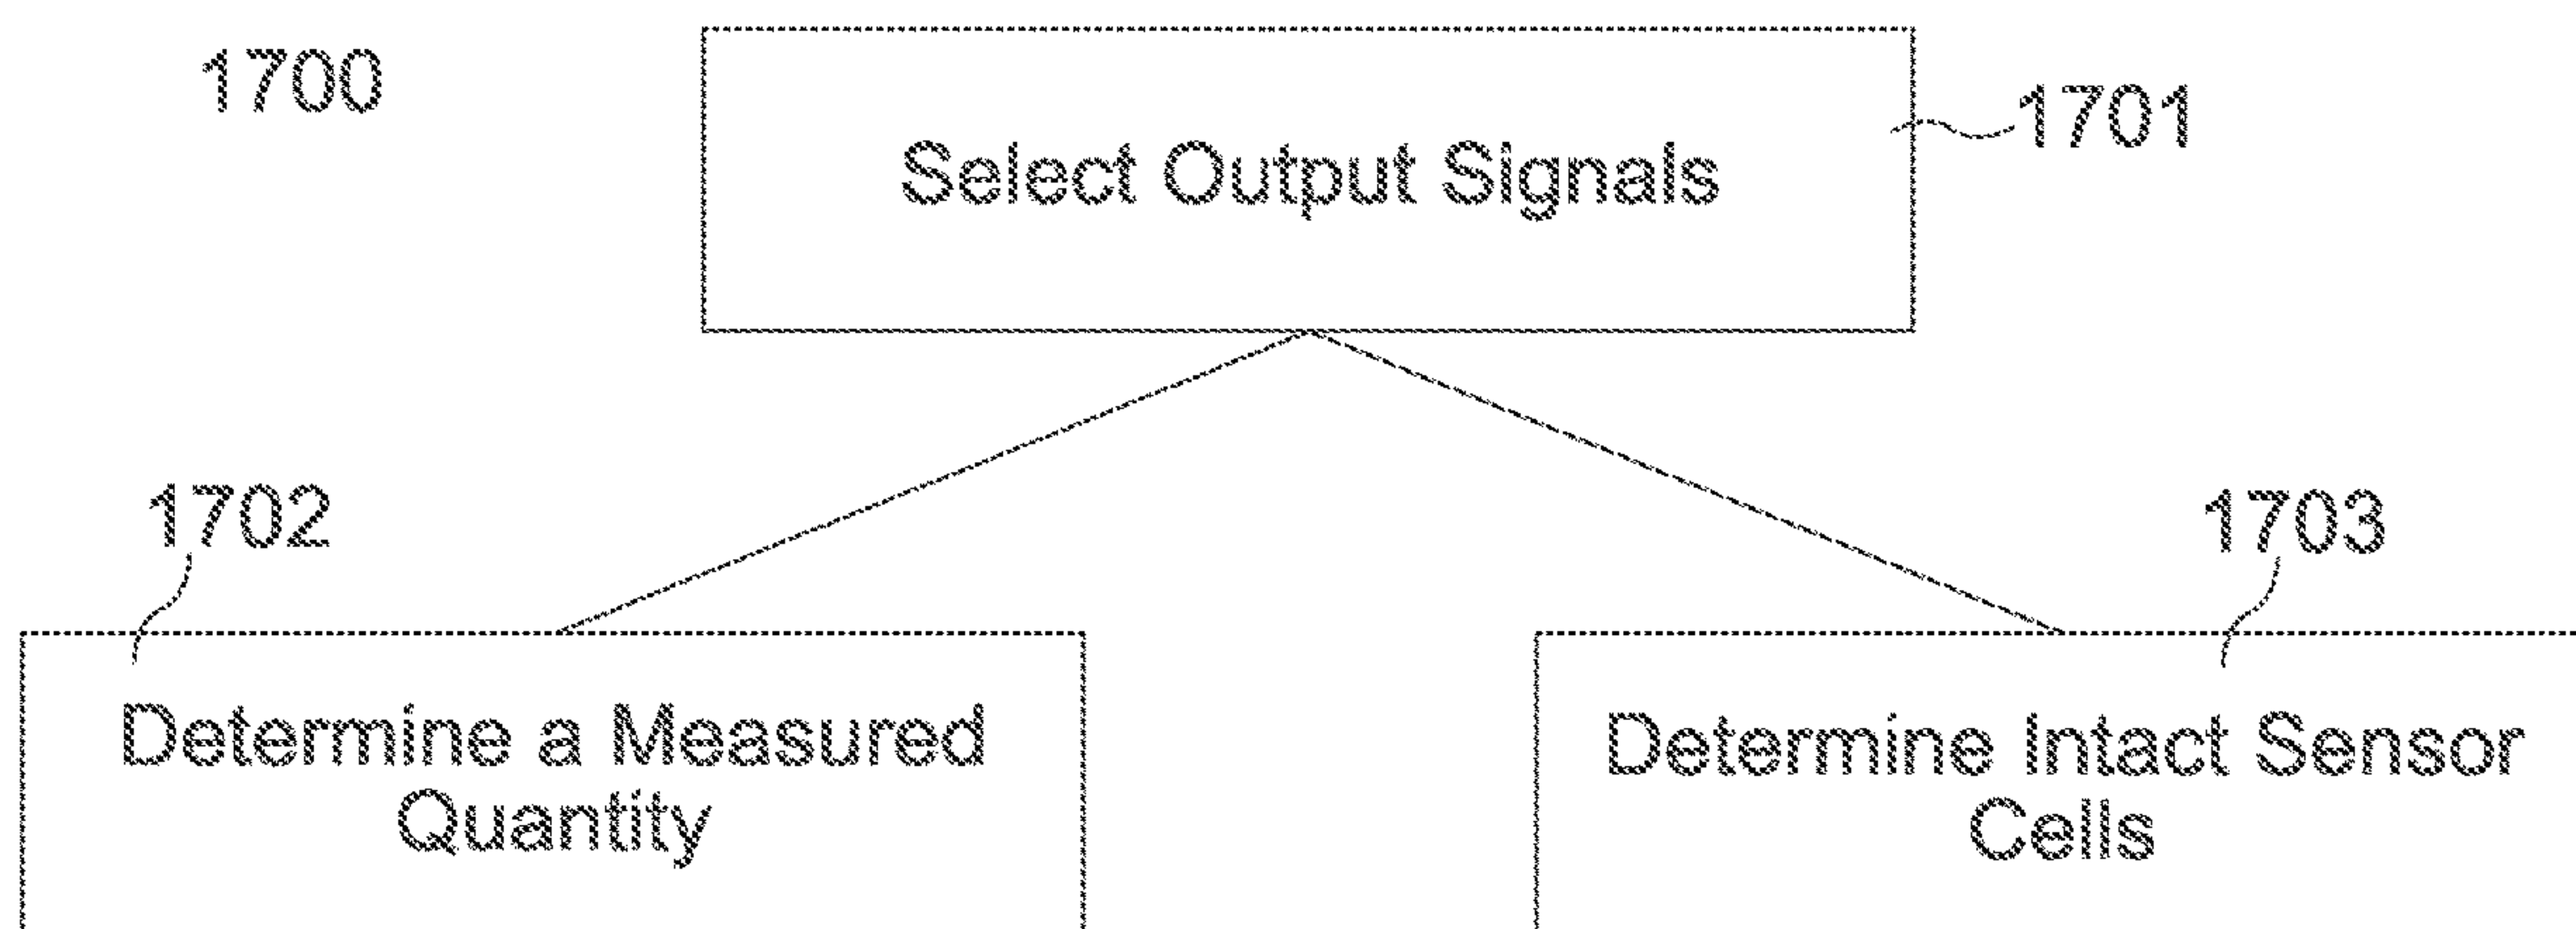 1700
Select Output Signals
1701
1702
1703
Determine a Measured
Quantity
Determine Intact Sensor
Cells